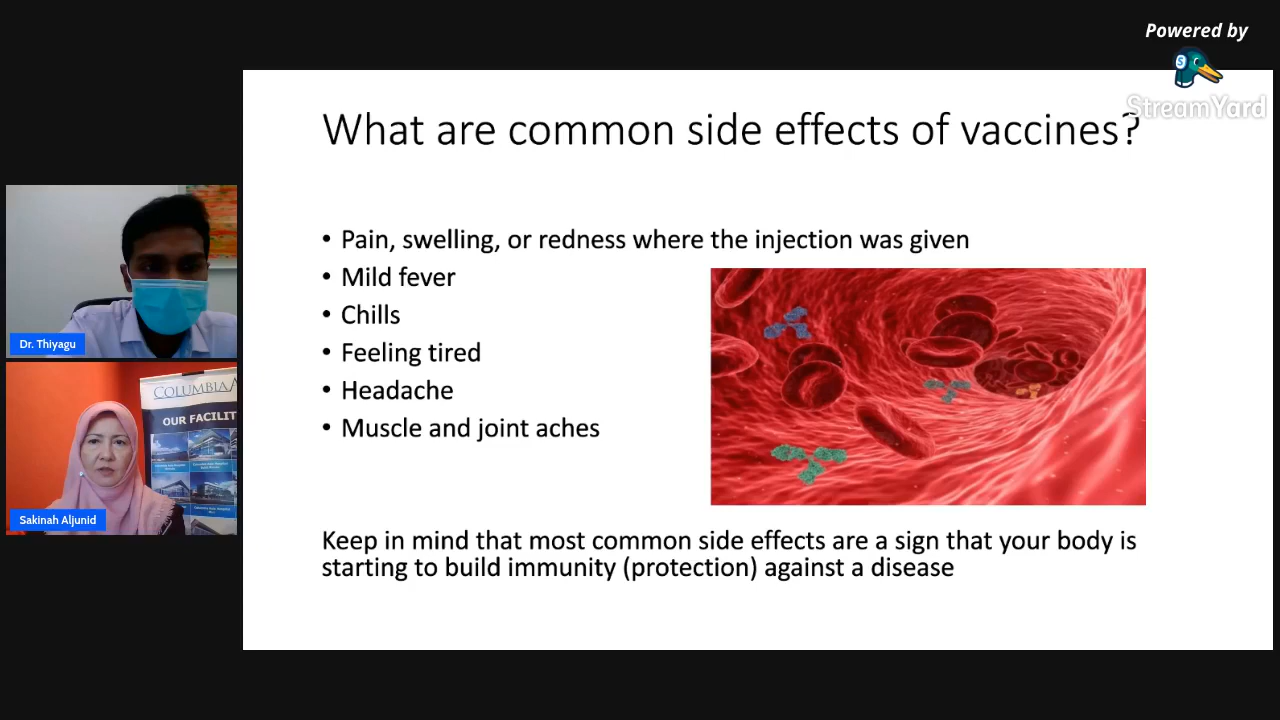 Powered by
StreamYard
What are common side effects of vaccines?
• Pain, swelling, or redness where the injection was given
• Mild fever
• Chills
• Feeling tired
• Headache
• Muscle and joint aches
Keep in mind that most common side effects are a sign that your body is
starting to build immunity (protection) against a disease
Dr. Thiyagu
COLUMBIA
OUR FACILIT
Sakinah Aljunid